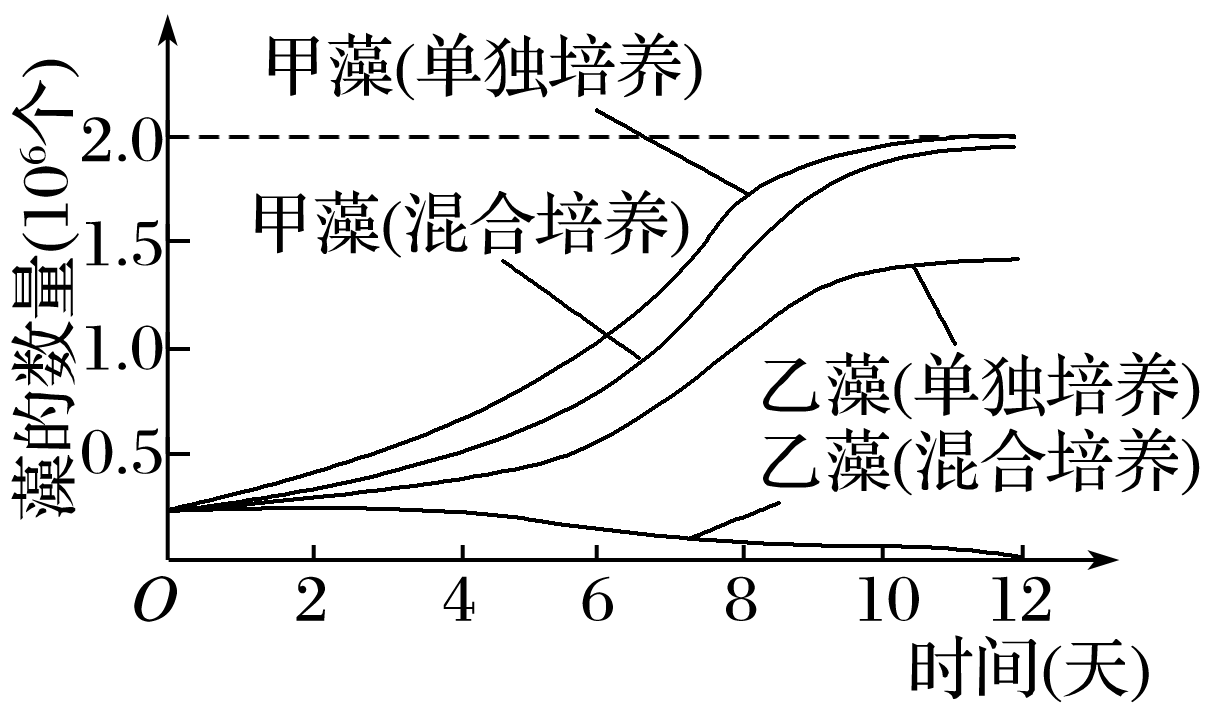 藻的数量(10⁶个)
甲藻(单独培养)
2.0
甲藻(混合培养)
1.5
1.0
乙藻(单独培养)
0.5
乙藻(混合培养)
O 2 4 6 8 10 12
时间(天)